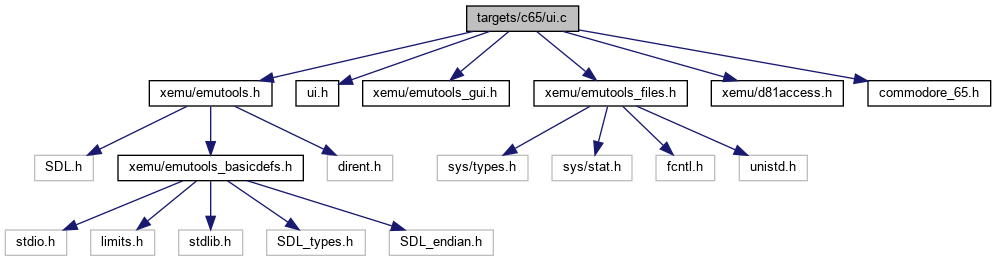 targets/c65/ui.c
xemu/emutools.h
ui.h
xemu/emutools_gui.h
xemu/emutools_files.h
xemu/d81access.h
commodore_65.h
SDL.h
xemu/emutools_basicdefs.h
dirent.h
sys/types.h
sys/stat.h
fcntl.h
unistd.h
stdio.h
limits.h
stdlib.h
SDL_types.h
SDL_endian.h